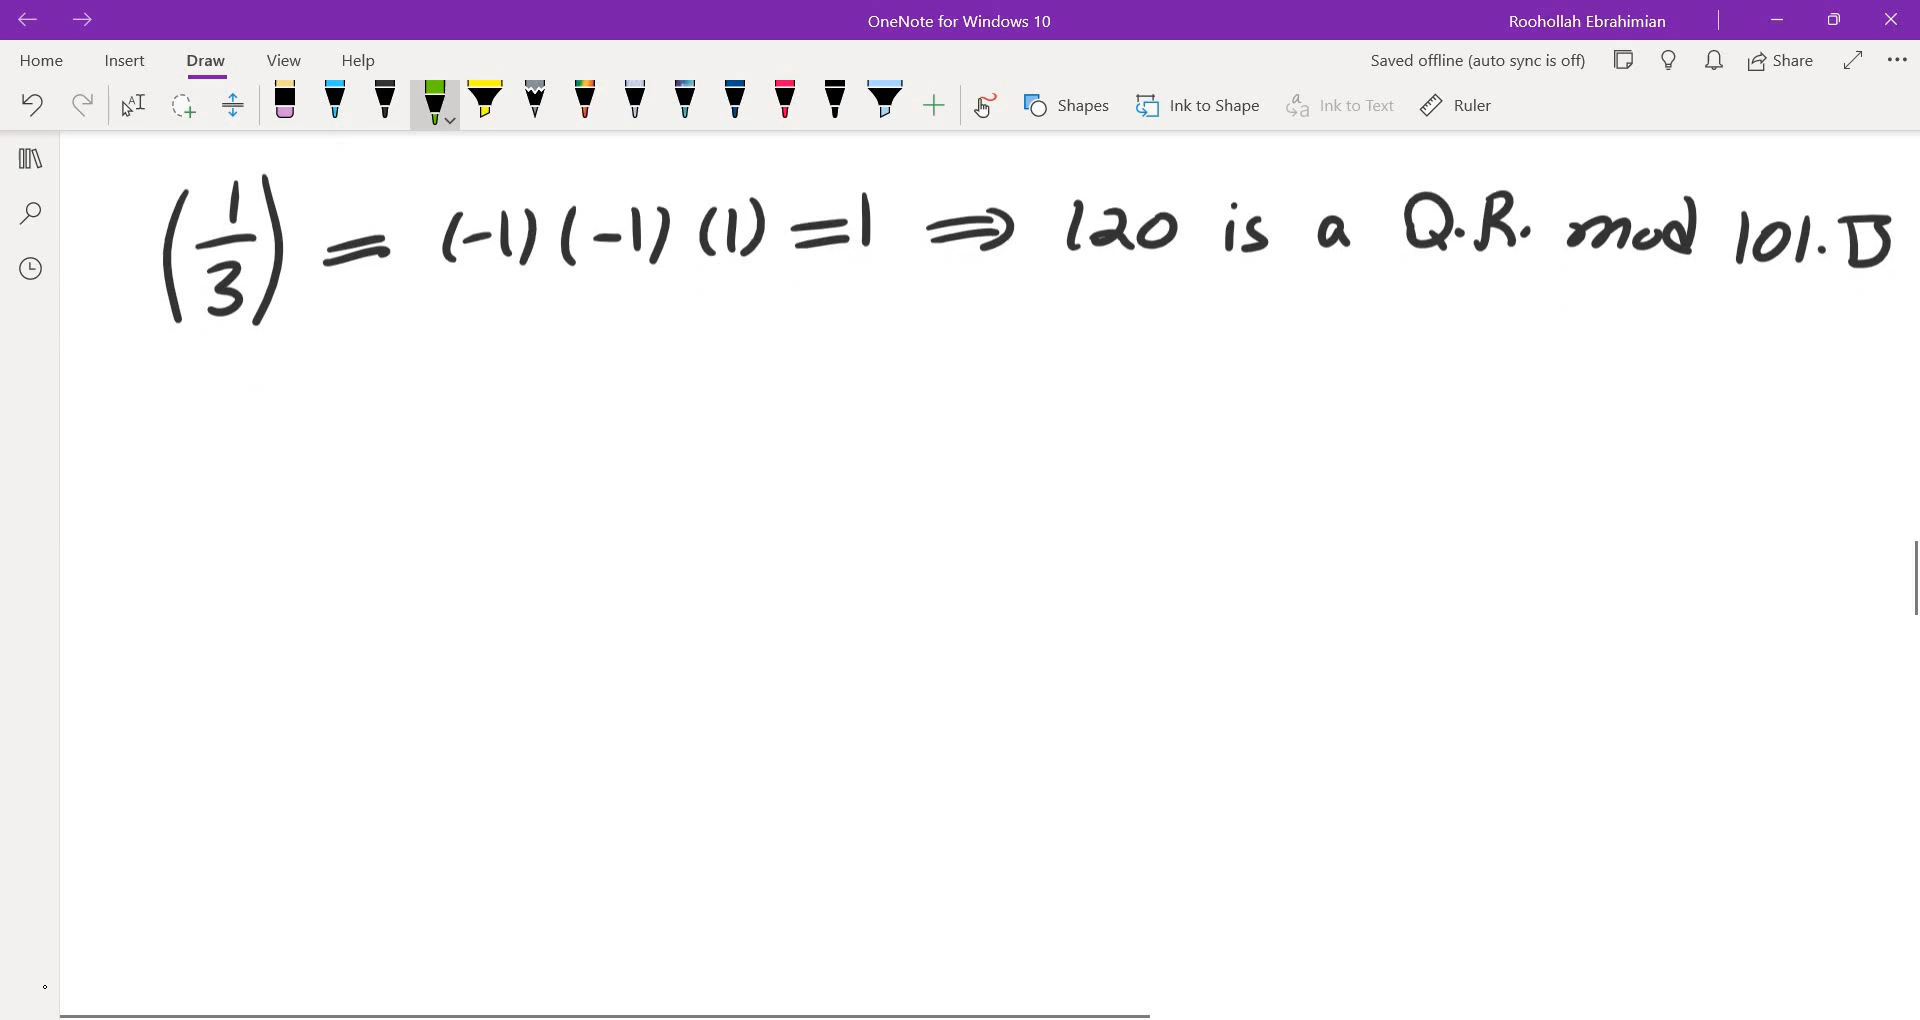 OneNote for Windows 10
Roohollah Ebrahimian
Home Insert Draw View Help
Saved offline (auto sync is off) Share
Shapes Ink to Shape Ink to Text Ruler
(1/3) = (-1)(-1)(1) = 1 ⇒ 120 is a Q.R. mod 101. □